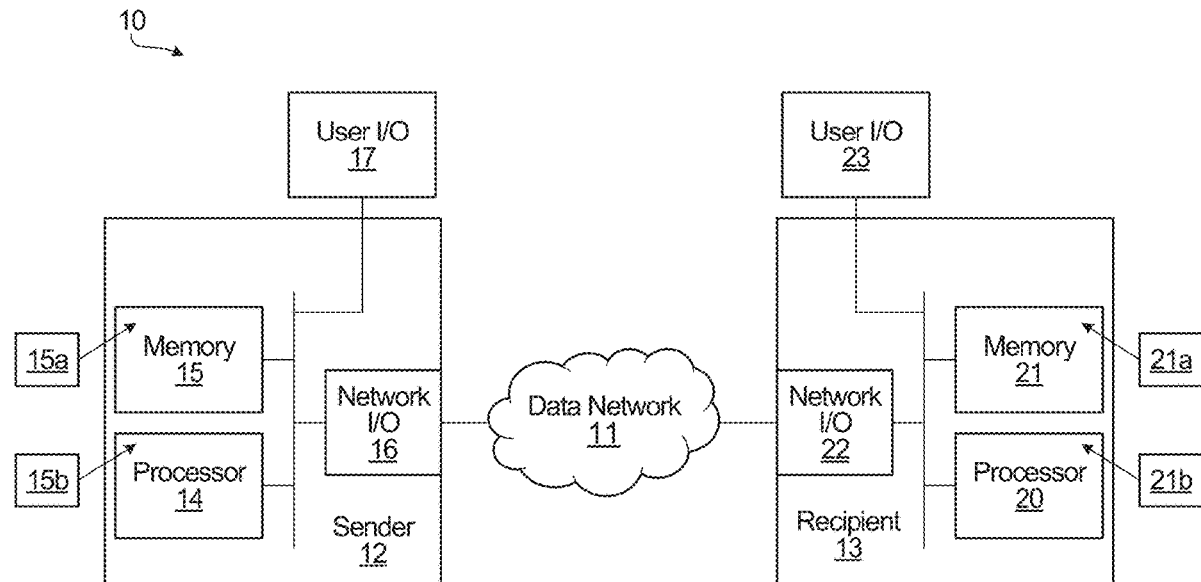 10
User I/O
17
User I/O
23
15a
Memory
15
15b
Processor
14
Network
I/O
16
Sender
12
Data Network
11
Network
I/O
22
Recipient
13
Memory
21
21a
Processor
20
21b